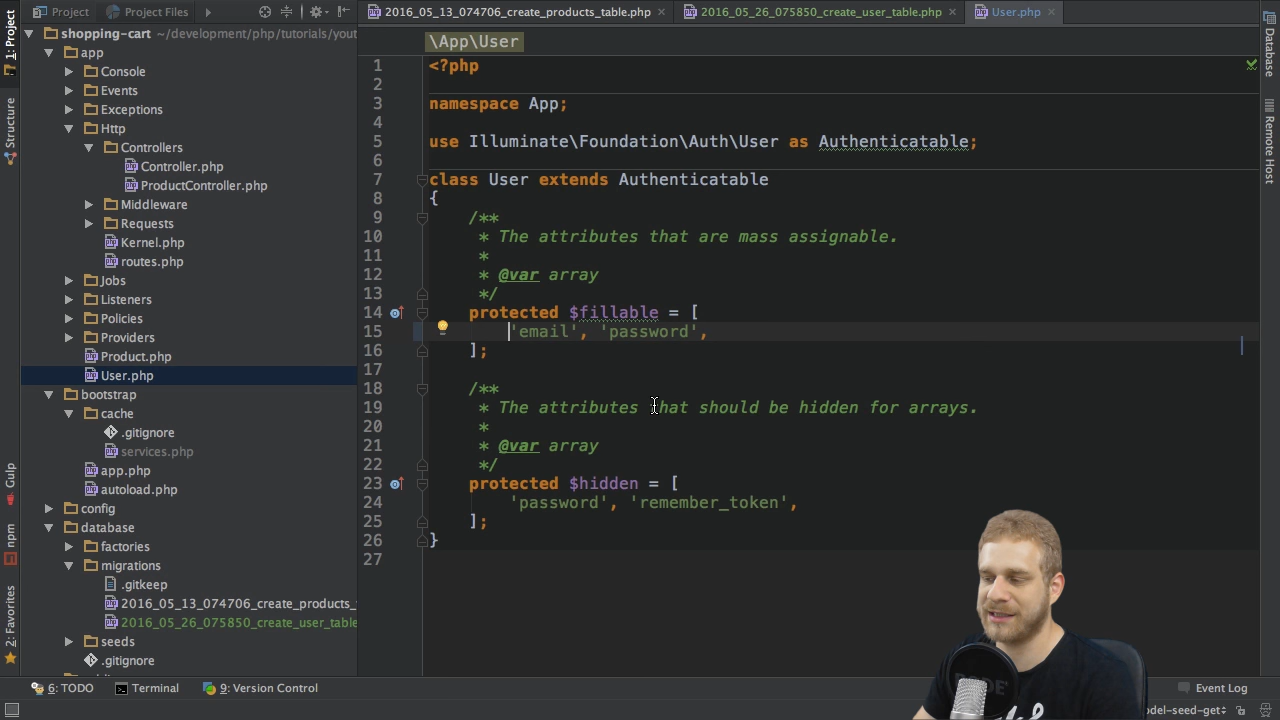 Project
Project Files
2016_05_13_074706_create_products_table.php
2016_05_26_075850_create_user_table.php
User.php
1: Project
Structure
Gulp
npm
2: Favorites
shopping-cart ~/development/php/tutorials/yout
app
Console
Events
Exceptions
Http
Controllers
Controller.php
ProductController.php
Middleware
Requests
Kernel.php
routes.php
Jobs
Listeners
Policies
Providers
Product.php
User.php
bootstrap
cache
.gitignore
services.php
app.php
autoload.php
config
database
factories
migrations
.gitkeep
2016_05_13_074706_create_products_
2016_05_26_075850_create_user_table
seeds
.gitignore
\App\User
1 <?php
2
3 namespace App;
4
5 use Illuminate\Foundation\Auth\User as Authenticatable;
6
7 class User extends Authenticatable
8 {
9 /**
10 * The attributes that are mass assignable.
11 *
12 * @var array
13 */
14 protected $fillable = [
15 'email', 'password',
16 ];
17
18 /**
19 * The attributes that should be hidden for arrays.
20 *
21 * @var array
22 */
23 protected $hidden = [
24 'password', 'remember_token',
25 ];
26 }
27
Database
Remote Host
6: TODO
Terminal
9: Version Control
Event Log
odel-seed-get